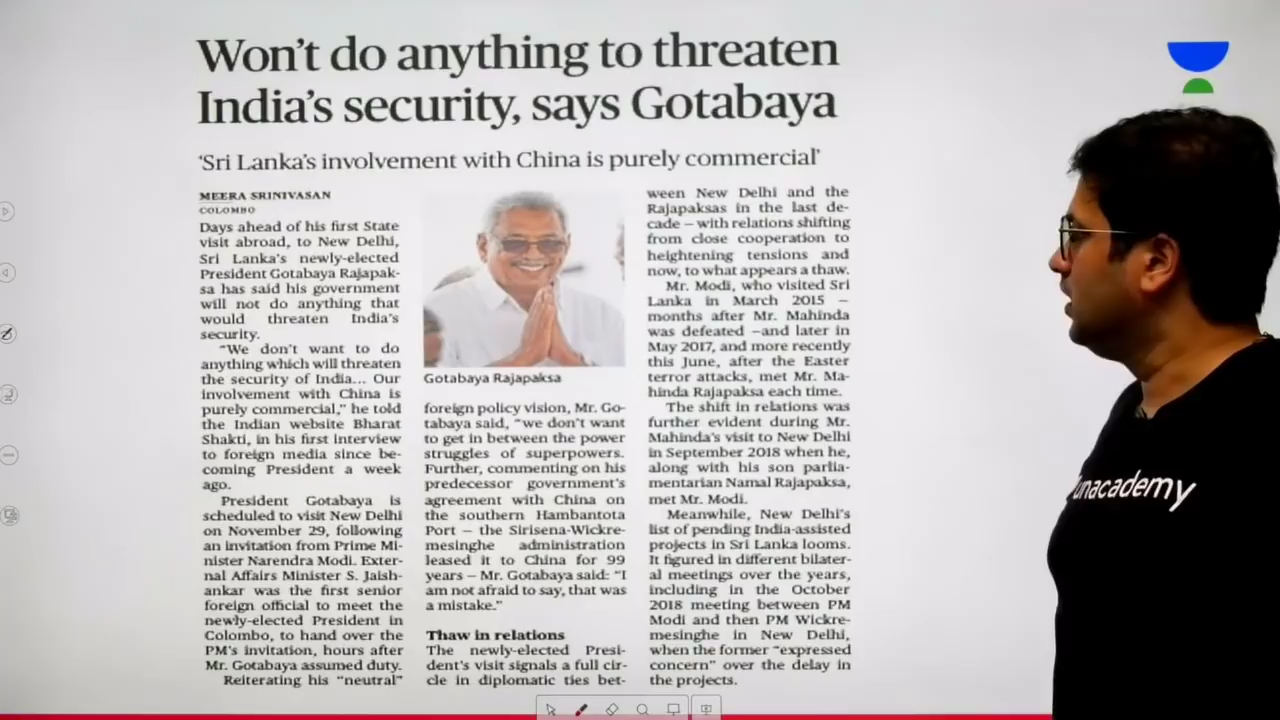 Won't do anything to threaten
India's security, says Gotabaya
'Sri Lanka's involvement with China is purely commercial'
MEERA SRINIVASAN
COLOMBO
Days ahead of his first State
visit abroad, to New Delhi,
Sri Lanka's newly-elected
President Gotabaya Rajapak-
sa has said his government
will not do anything that
would threaten India's
security.
"We don't want to do
anything which will threaten
the security of India... Our
involvement with China is
purely commercial," he told
the Indian website Bharat
Shakti, in his first interview
to foreign media since be-
coming President a week
ago.
President Gotabaya is
scheduled to visit New Delhi
on November 29, following
an invitation from Prime Mi-
nister Narendra Modi. Exter-
nal Affairs Minister S. Jaish-
ankar was the first senior
foreign official to meet the
newly-elected President in
Colombo, to hand over the
PM's invitation, hours after
Mr. Gotabaya assumed duty.
Reiterating his "neutral"
Gotabaya Rajapaksa
foreign policy vision, Mr. Go-
tabaya said, "we don't want
to get in between the power
struggles of superpowers.
Further, commenting on his
predecessor government's
agreement with China on
the southern Hambantota
Port – the Sirisena-Wickre-
mesinghe administration
leased it to China for 99
years – Mr. Gotabaya said: "I
am not afraid to say, that was
a mistake."
Thaw in relations
The newly-elected Presi-
dent's visit signals a full cir-
cle in diplomatic ties bet-
ween New Delhi and the
Rajapaksas in the last de-
cade – with relations shifting
from close cooperation to
heightening tensions and
now, to what appears a thaw.
Mr. Modi, who visited Sri
Lanka in March 2015 –
months after Mr. Mahinda
was defeated –and later in
May 2017, and more recently
this June, after the Easter
terror attacks, met Mr. Ma-
hinda Rajapaksa each time.
The shift in relations was
further evident during Mr.
Mahinda's visit to New Delhi
in September 2018 when he,
along with his son parlia-
mentarian Namal Rajapaksa,
met Mr. Modi.
Meanwhile, New Delhi's
list of pending India-assisted
projects in Sri Lanka looms.
It figured in different bilater-
al meetings over the years,
including in the October
2018 meeting between PM
Modi and then PM Wickre-
mesinghe in New Delhi,
when the former "expressed
concern" over the delay in
the projects.
unacademy